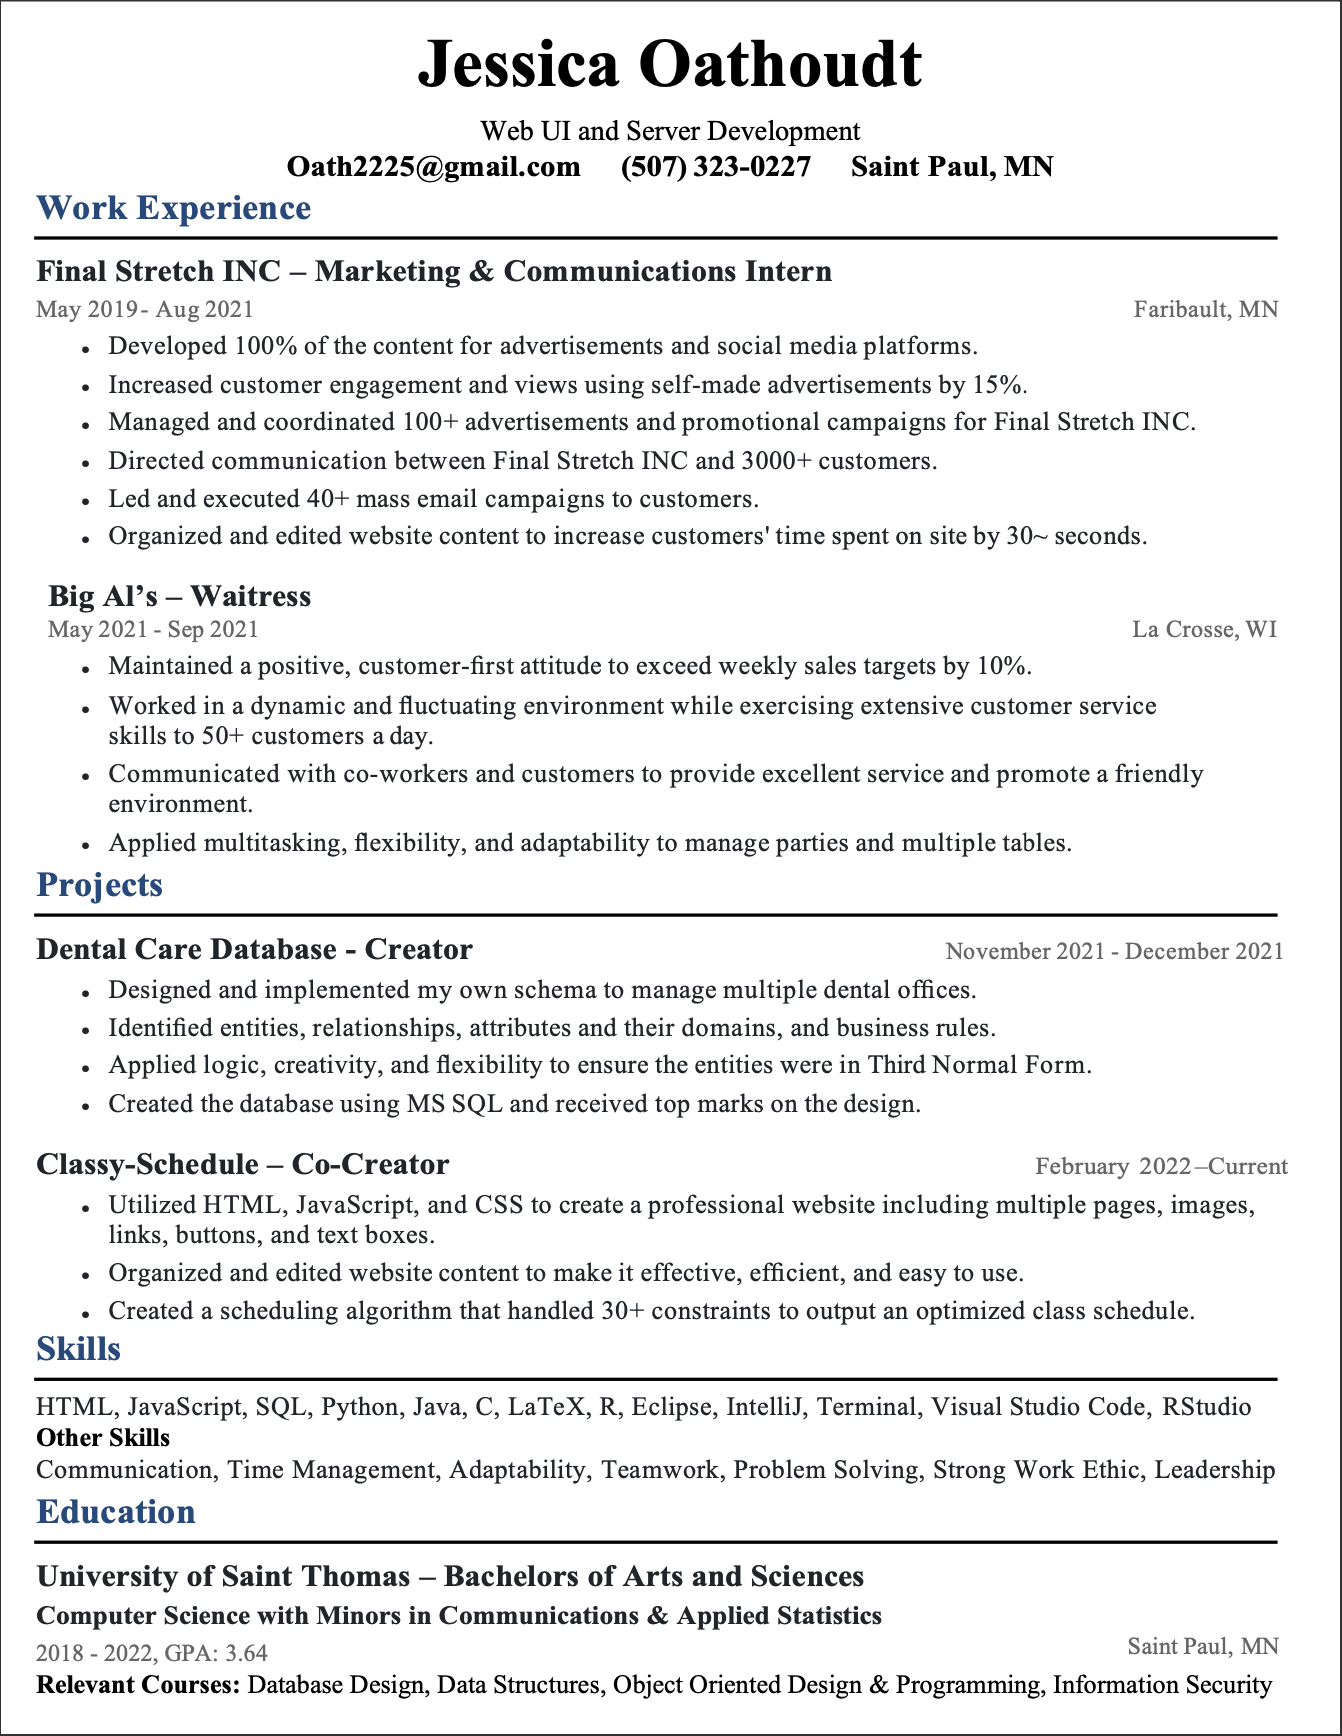 Jessica Oathoudt
Web UI and Server Development
Oath2225@gmail.com (507) 323-0227 Saint Paul, MN
Work Experience
Final Stretch INC – Marketing & Communications Intern
May 2019- Aug 2021 Faribault, MN
• Developed 100% of the content for advertisements and social media platforms.
• Increased customer engagement and views using self-made advertisements by 15%.
• Managed and coordinated 100+ advertisements and promotional campaigns for Final Stretch INC.
• Directed communication between Final Stretch INC and 3000+ customers.
• Led and executed 40+ mass email campaigns to customers.
• Organized and edited website content to increase customers' time spent on site by 30~ seconds.
Big Al’s – Waitress
May 2021 - Sep 2021 La Crosse, WI
• Maintained a positive, customer-first attitude to exceed weekly sales targets by 10%.
• Worked in a dynamic and fluctuating environment while exercising extensive customer service
skills to 50+ customers a day.
• Communicated with co-workers and customers to provide excellent service and promote a friendly
environment.
• Applied multitasking, flexibility, and adaptability to manage parties and multiple tables.
Projects
Dental Care Database - Creator November 2021 - December 2021
• Designed and implemented my own schema to manage multiple dental offices.
• Identified entities, relationships, attributes and their domains, and business rules.
• Applied logic, creativity, and flexibility to ensure the entities were in Third Normal Form.
• Created the database using MS SQL and received top marks on the design.
Classy-Schedule – Co-Creator February 2022–Current
• Utilized HTML, JavaScript, and CSS to create a professional website including multiple pages, images,
links, buttons, and text boxes.
• Organized and edited website content to make it effective, efficient, and easy to use.
• Created a scheduling algorithm that handled 30+ constraints to output an optimized class schedule.
Skills
HTML, JavaScript, SQL, Python, Java, C, LaTeX, R, Eclipse, IntelliJ, Terminal, Visual Studio Code, RStudio
Other Skills
Communication, Time Management, Adaptability, Teamwork, Problem Solving, Strong Work Ethic, Leadership
Education
University of Saint Thomas – Bachelors of Arts and Sciences
Computer Science with Minors in Communications & Applied Statistics
2018 - 2022, GPA: 3.64 Saint Paul, MN
Relevant Courses: Database Design, Data Structures, Object Oriented Design & Programming, Information Security